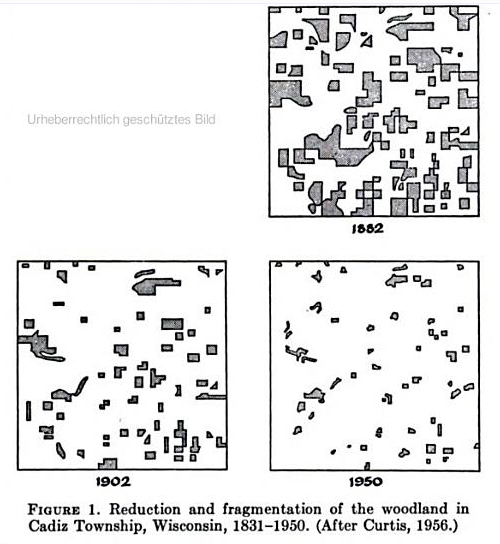 Urheberrechtlich geschütztes Bild
1882
1902
1950
FIGURE 1. Reduction and fragmentation of the woodland in
Cadiz Township, Wisconsin, 1831-1950. (After Curtis, 1956.)